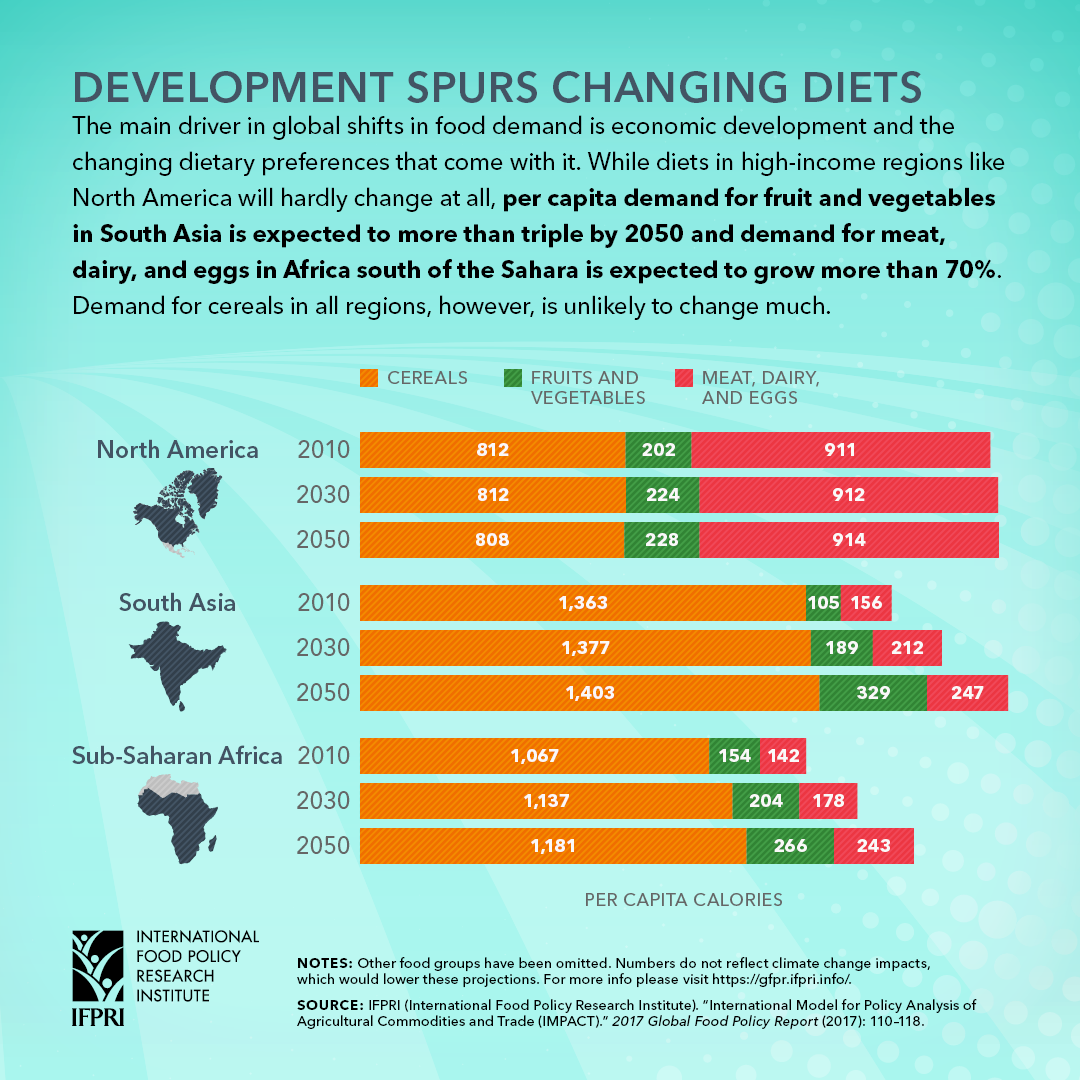 DEVELOPMENT SPURS CHANGING DIETS
The main driver in global shifts in food demand is economic development and the
changing dietary preferences that come with it. While diets in high-income regions like
North America will hardly change at all, per capita demand for fruit and vegetables
in South Asia is expected to more than triple by 2050 and demand for meat,
dairy, and eggs in Africa south of the Sahara is expected to grow more than 70%.
Demand for cereals in all regions, however, is unlikely to change much.
CEREALS
FRUITS AND
VEGETABLES
MEAT, DAIRY,
AND EGGS
North America
2010 812 202 911
2030 812 224 912
2050 808 228 914
South Asia
2010 1,363 105 156
2030 1,377 189 212
2050 1,403 329 247
Sub-Saharan Africa
2010 1,067 154 142
2030 1,137 204 178
2050 1,181 266 243
PER CAPITA CALORIES
INTERNATIONAL
FOOD POLICY
RESEARCH
INSTITUTE
IFPRI
NOTES: Other food groups have been omitted. Numbers do not reflect climate change impacts,
which would lower these projections. For more info please visit https://gfpr.ifpri.info/.
SOURCE: IFPRI (International Food Policy Research Institute). "International Model for Policy Analysis of
Agricultural Commodities and Trade (IMPACT)." 2017 Global Food Policy Report (2017): 110–118.